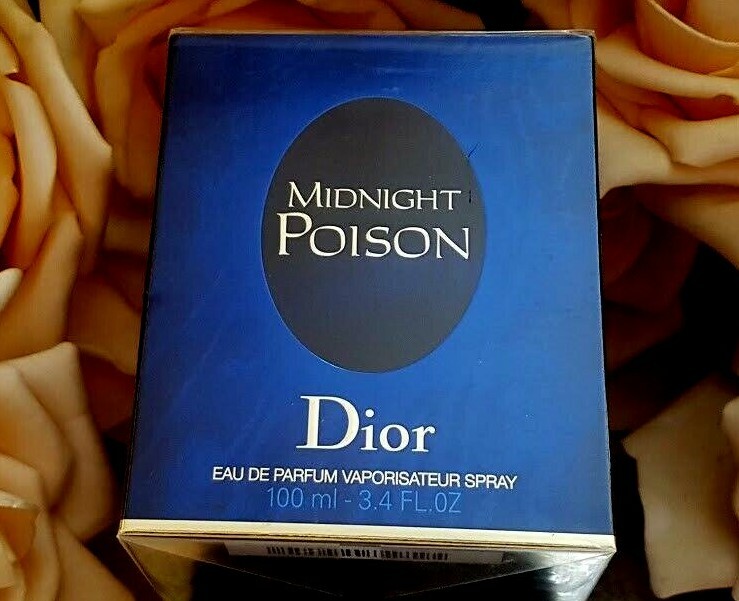 MIDNIGHT
POISON
Dior
EAU DE PARFUM VAPORISATEUR SPRAY
100 ml - 3.4 FL.OZ